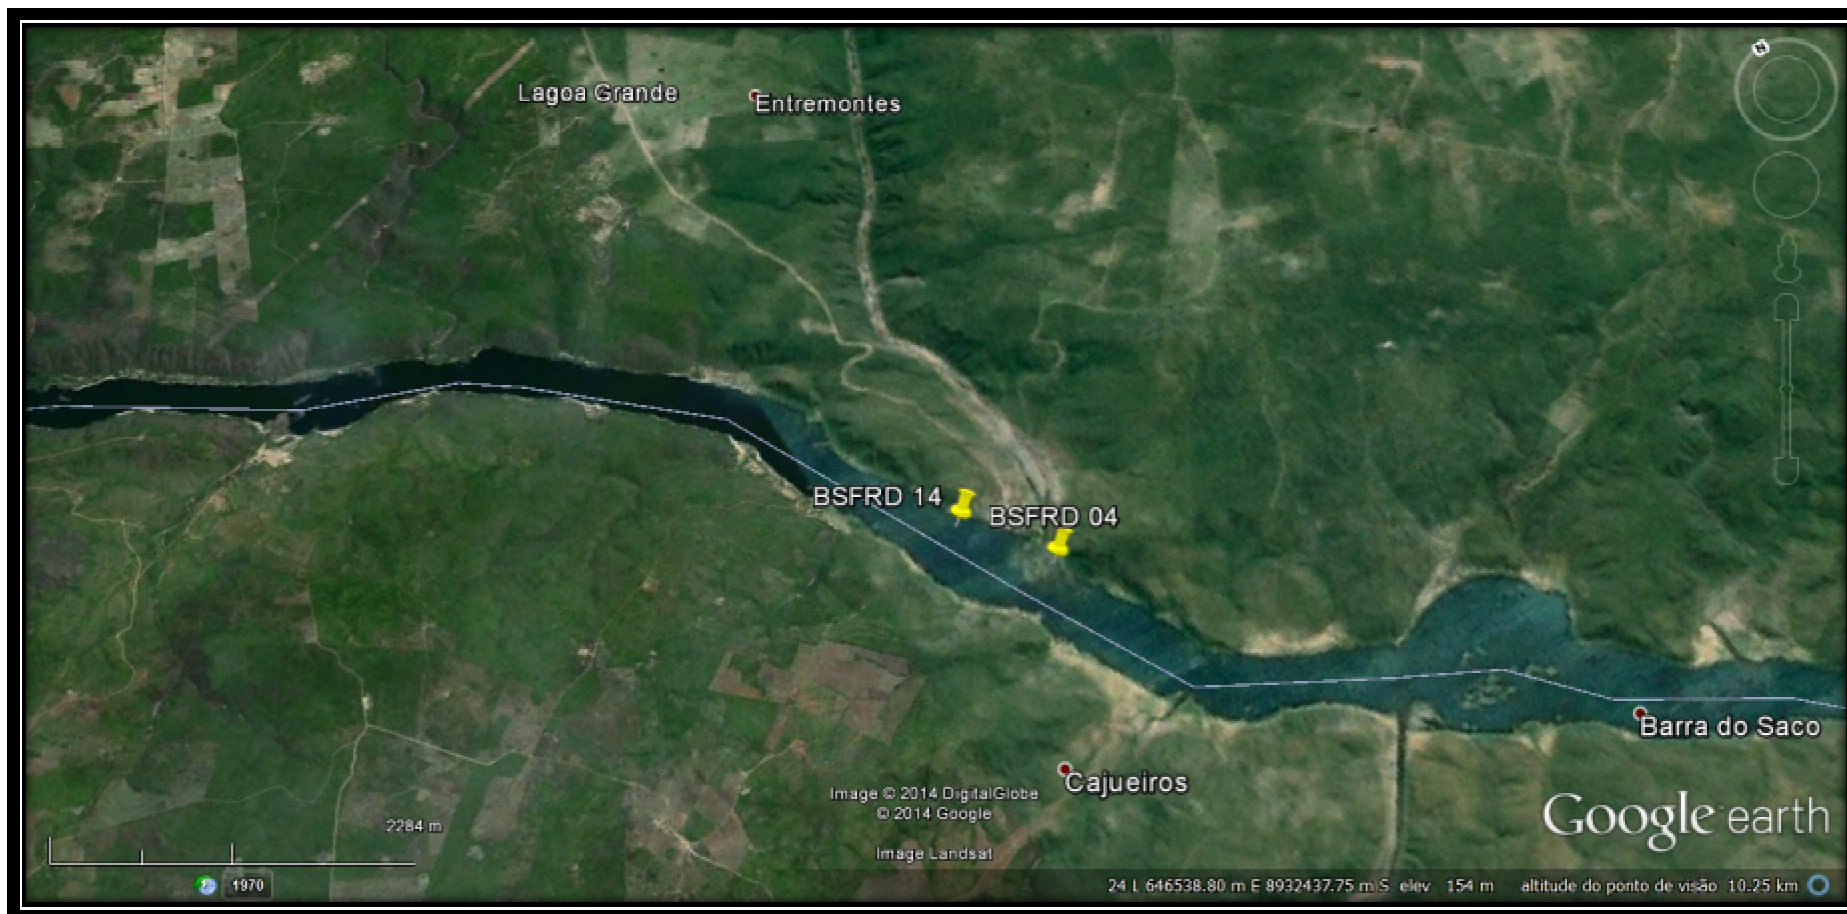 Lagoa Grande
Entremontes
BSFRD 14
BSFRD 04
Barra do Saco
Cajueiros
Image © 2014 DigitalGlobe
© 2014 Google
Image Landsat
Google earth
2284 m
1970
24 L 646538.80 m E 8932437.75 m S elev 154 m altitude do ponto de visão 10.25 km